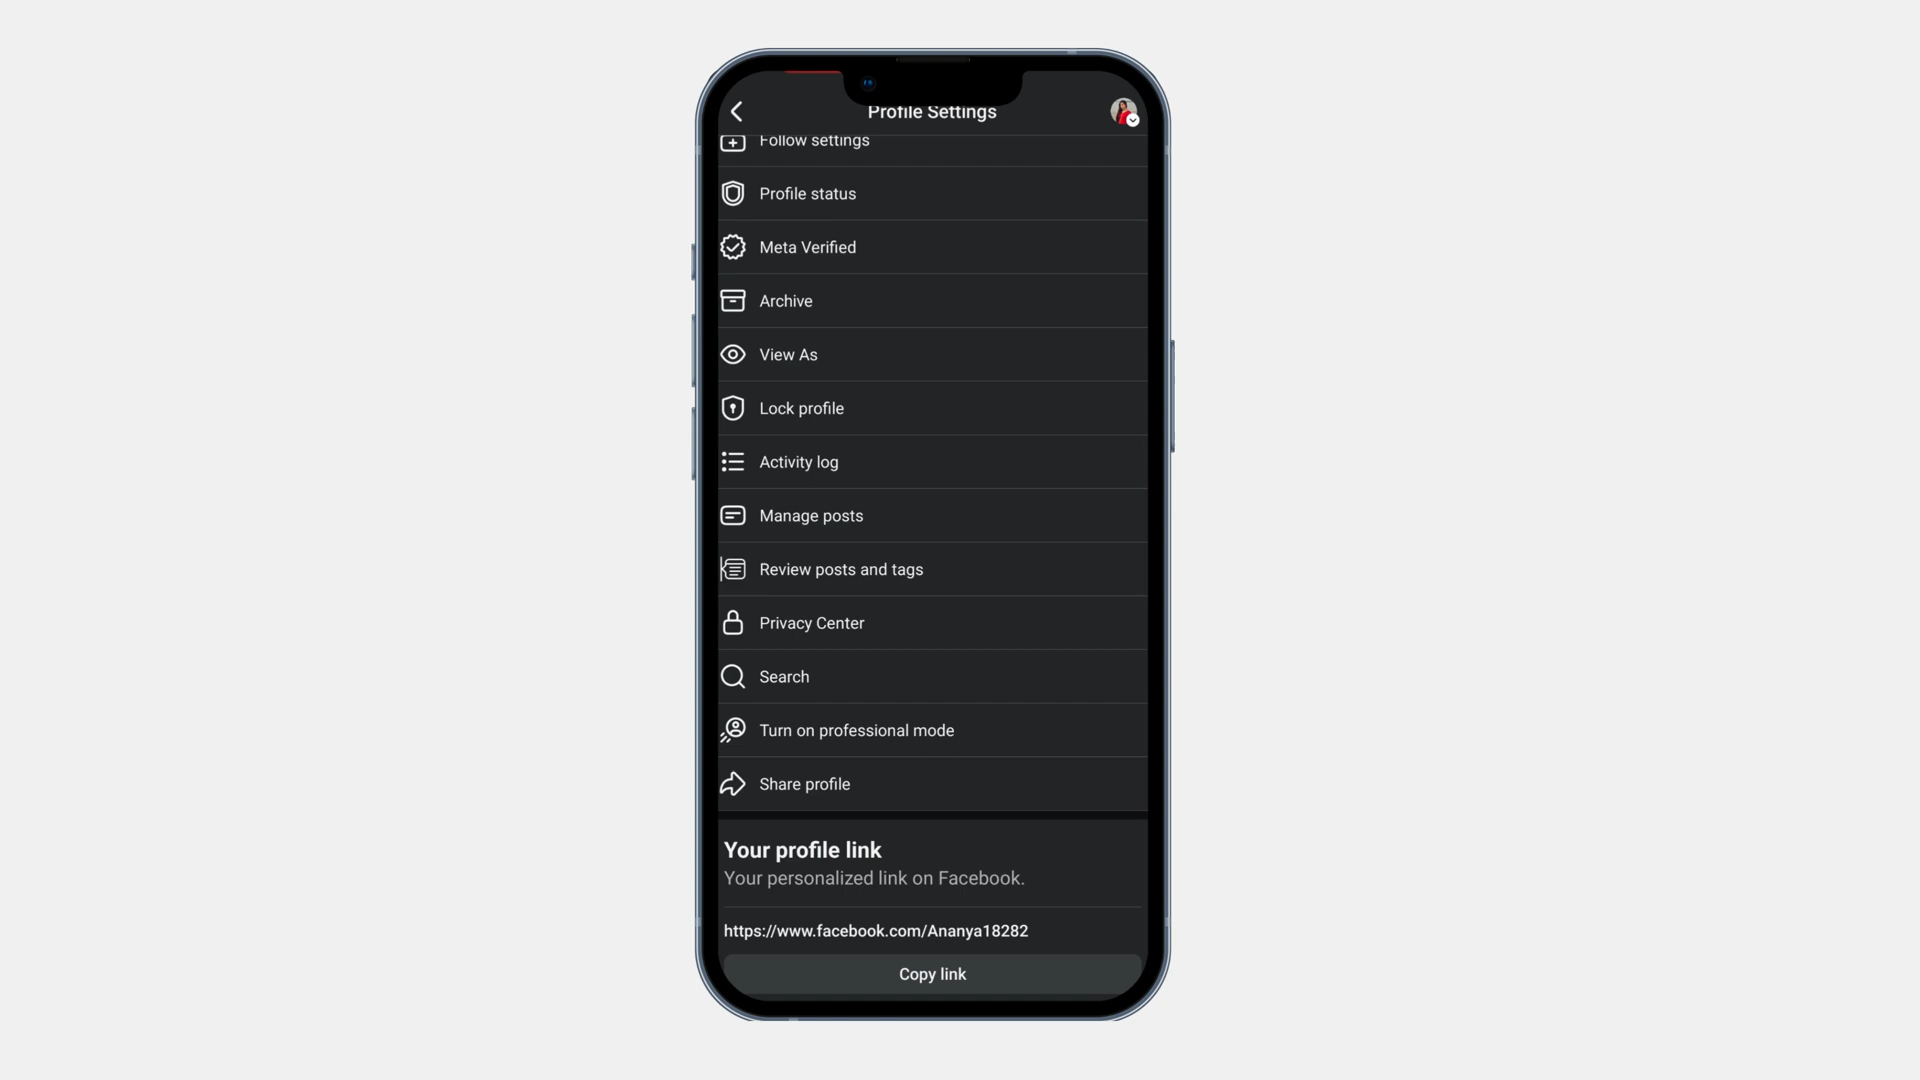 Profile Settings
Follow settings
Profile status
Meta Verified
Archive
View As
Lock profile
Activity log
Manage posts
Review posts and tags
Privacy Center
Search
Turn on professional mode
Share profile
Your profile link
Your personalized link on Facebook.
https://www.facebook.com/Ananya18282
Copy link